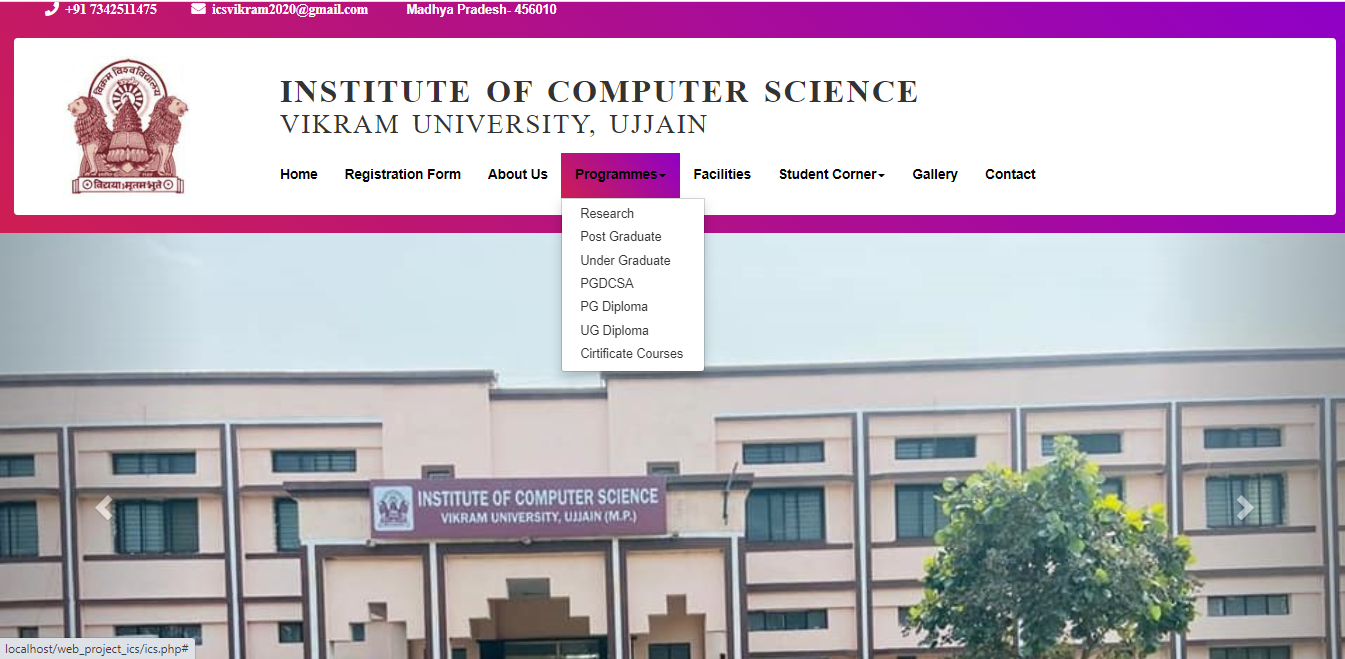 +91 7342511475 icsvikram2020@gmail.com Madhya Pradesh- 456010
विक्रम विश्वविद्यालय
INSTITUTE OF COMPUTER SCIENCE
VIKRAM UNIVERSITY, UJJAIN
विद्ययाऽमृतमश्नुते
Home Registration Form About Us Programmes Facilities Student Corner Gallery Contact
Research
Post Graduate
Under Graduate
PGDCSA
PG Diploma
UG Diploma
Cirtificate Courses
INSTITUTE OF COMPUTER SCIENCE
VIKRAM UNIVERSITY, UJJAIN (M.P.)
localhost/web_project_ics/ics.php#